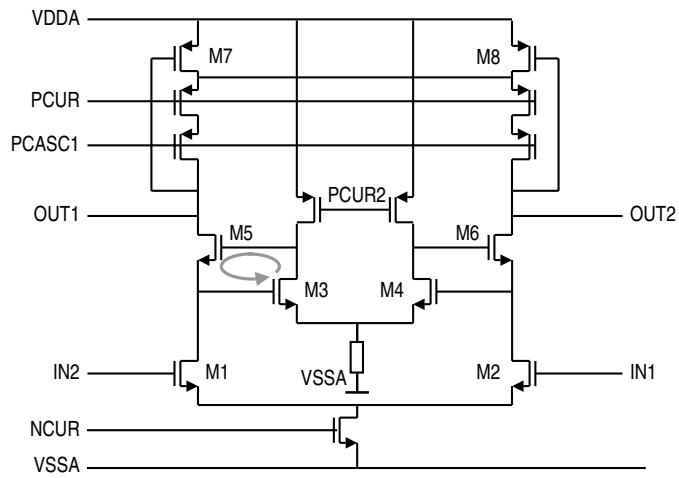 VDDA
M7
M8
PCUR
PCASC1
PCUR2
OUT1
OUT2
M5
M6
M3
M4
IN2
M1
VSSA
M2
IN1
NCUR
VSSA